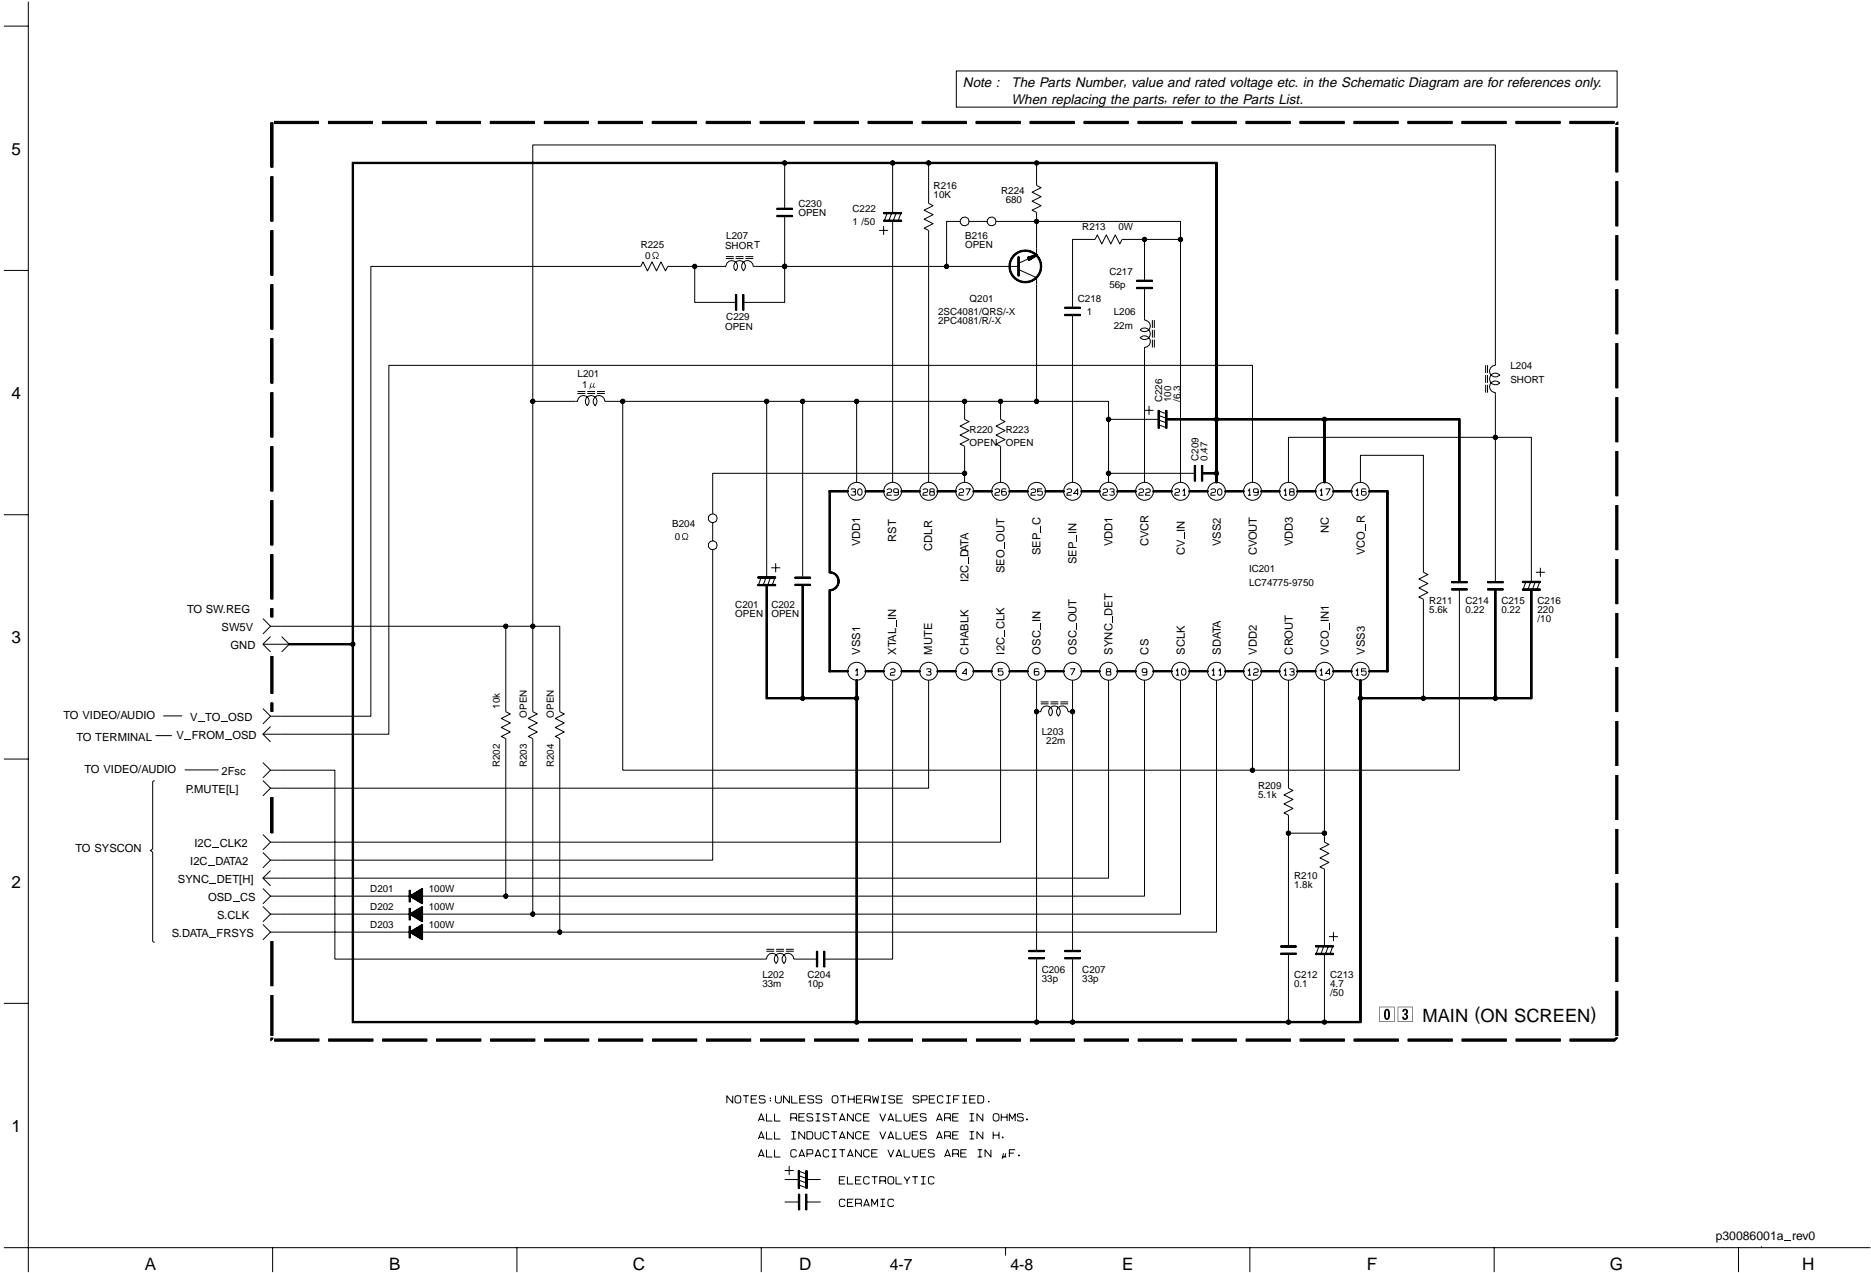 Note : The Parts Number, value and rated voltage etc. in the Schematic Diagram are for references only.
When replacing the parts, refer to the Parts List.
5
4
3
2
1
R216
10K
R224
680
C230
OPEN
C222
1 /50
+
B216
OPEN
R213 0W
R225
0Ω
L207
SHORT
C229
OPEN
Q201
2SC4081/QRS/-X
2PC4081/R/-X
C218
1
C217
56p
L206
22m
L204
SHORT
L201
1μ
C226
100
/6.3
+
R220
OPEN
R223
OPEN
C209
0.47
30 29 28 27 26 25 24 23 22 21 20 19 18 17 16
VDD1
RST
CDLR
I2C_DATA
SEO_OUT
SEP_C
SEP_IN
VDD1
CVCR
CV_IN
VSS2
CVOUT
VDD3
NC
VCO_R
B204
0Ω
IC201
LC74775-9750
+
C201
OPEN
C202
OPEN
R211
5.6k
C214
0.22
C215
0.22
+
C216
220
/10
VSS1
XTAL_IN
MUTE
CHABLK
I2C_CLK
OSC_IN
OSC_OUT
SYNC_DET
CS
SCLK
SDATA
VDD2
CROUT
VCO_IN1
VSS3
1 2 3 4 5 6 7 8 9 10 11 12 13 14 15
TO SW.REG
SW5V
GND
TO VIDEO/AUDIO V_TO_OSD
TO TERMINAL V_FROM_OSD
10k
R202
OPEN
R203
OPEN
R204
L203
22m
TO VIDEO/AUDIO 2Fsc
P.MUTE[L]
R209
5.1k
TO SYSCON
I2C_CLK2
I2C_DATA2
SYNC_DET[H]
OSD_CS
S.CLK
S.DATA_FRSYS
D201 100W
D202 100W
D203 100W
R210
1.8k
L202
33m
C204
10p
C206
33p
C207
33p
C212
0.1
+
C213
4.7
/50
0 3 MAIN (ON SCREEN)
NOTES:UNLESS OTHERWISE SPECIFIED.
ALL RESISTANCE VALUES ARE IN OHMS.
ALL INDUCTANCE VALUES ARE IN H.
ALL CAPACITANCE VALUES ARE IN μF.
+
ELECTROLYTIC
CERAMIC
p30086001a_rev0
A B C D 4-7 4-8 E F G H